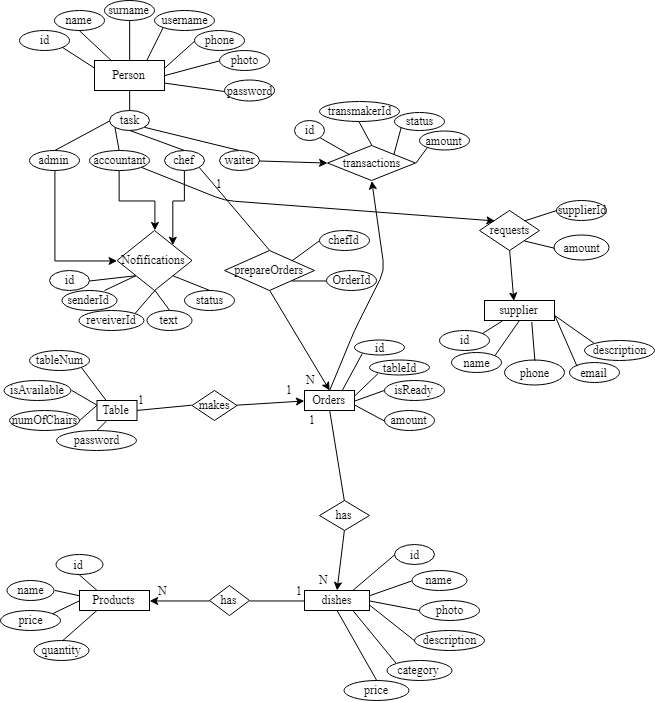 surname
name
username
id
phone
Person
photo
password
task
transmakerId
status
id
amount
admin
accountant
chef
waiter
transactions
1
supplierId
requests
chefId
amount
Nofifications
prepareOrders
id
OrderId
senderId
status
reveiverId
text
supplier
id
description
name
phone
email
tableNum
id
tableId
isAvailable
N
isReady
1
1
Table
makes
Orders
numOfChairs
1
amount
password
has
id
id
N
name
name
N
1
Products
has
dishes
photo
price
description
quantity
category
price